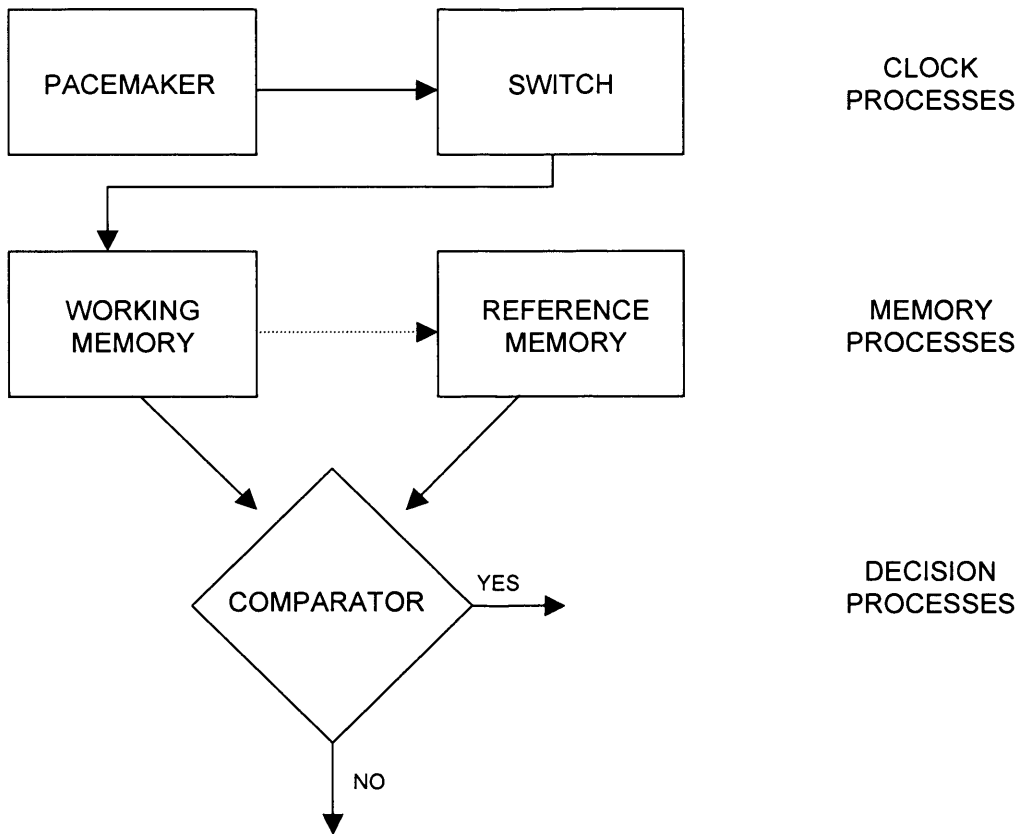 PACEMAKER
SWITCH
CLOCK
PROCESSES
WORKING
MEMORY
REFERENCE
MEMORY
MEMORY
PROCESSES
COMPARATOR
YES
DECISION
PROCESSES
NO